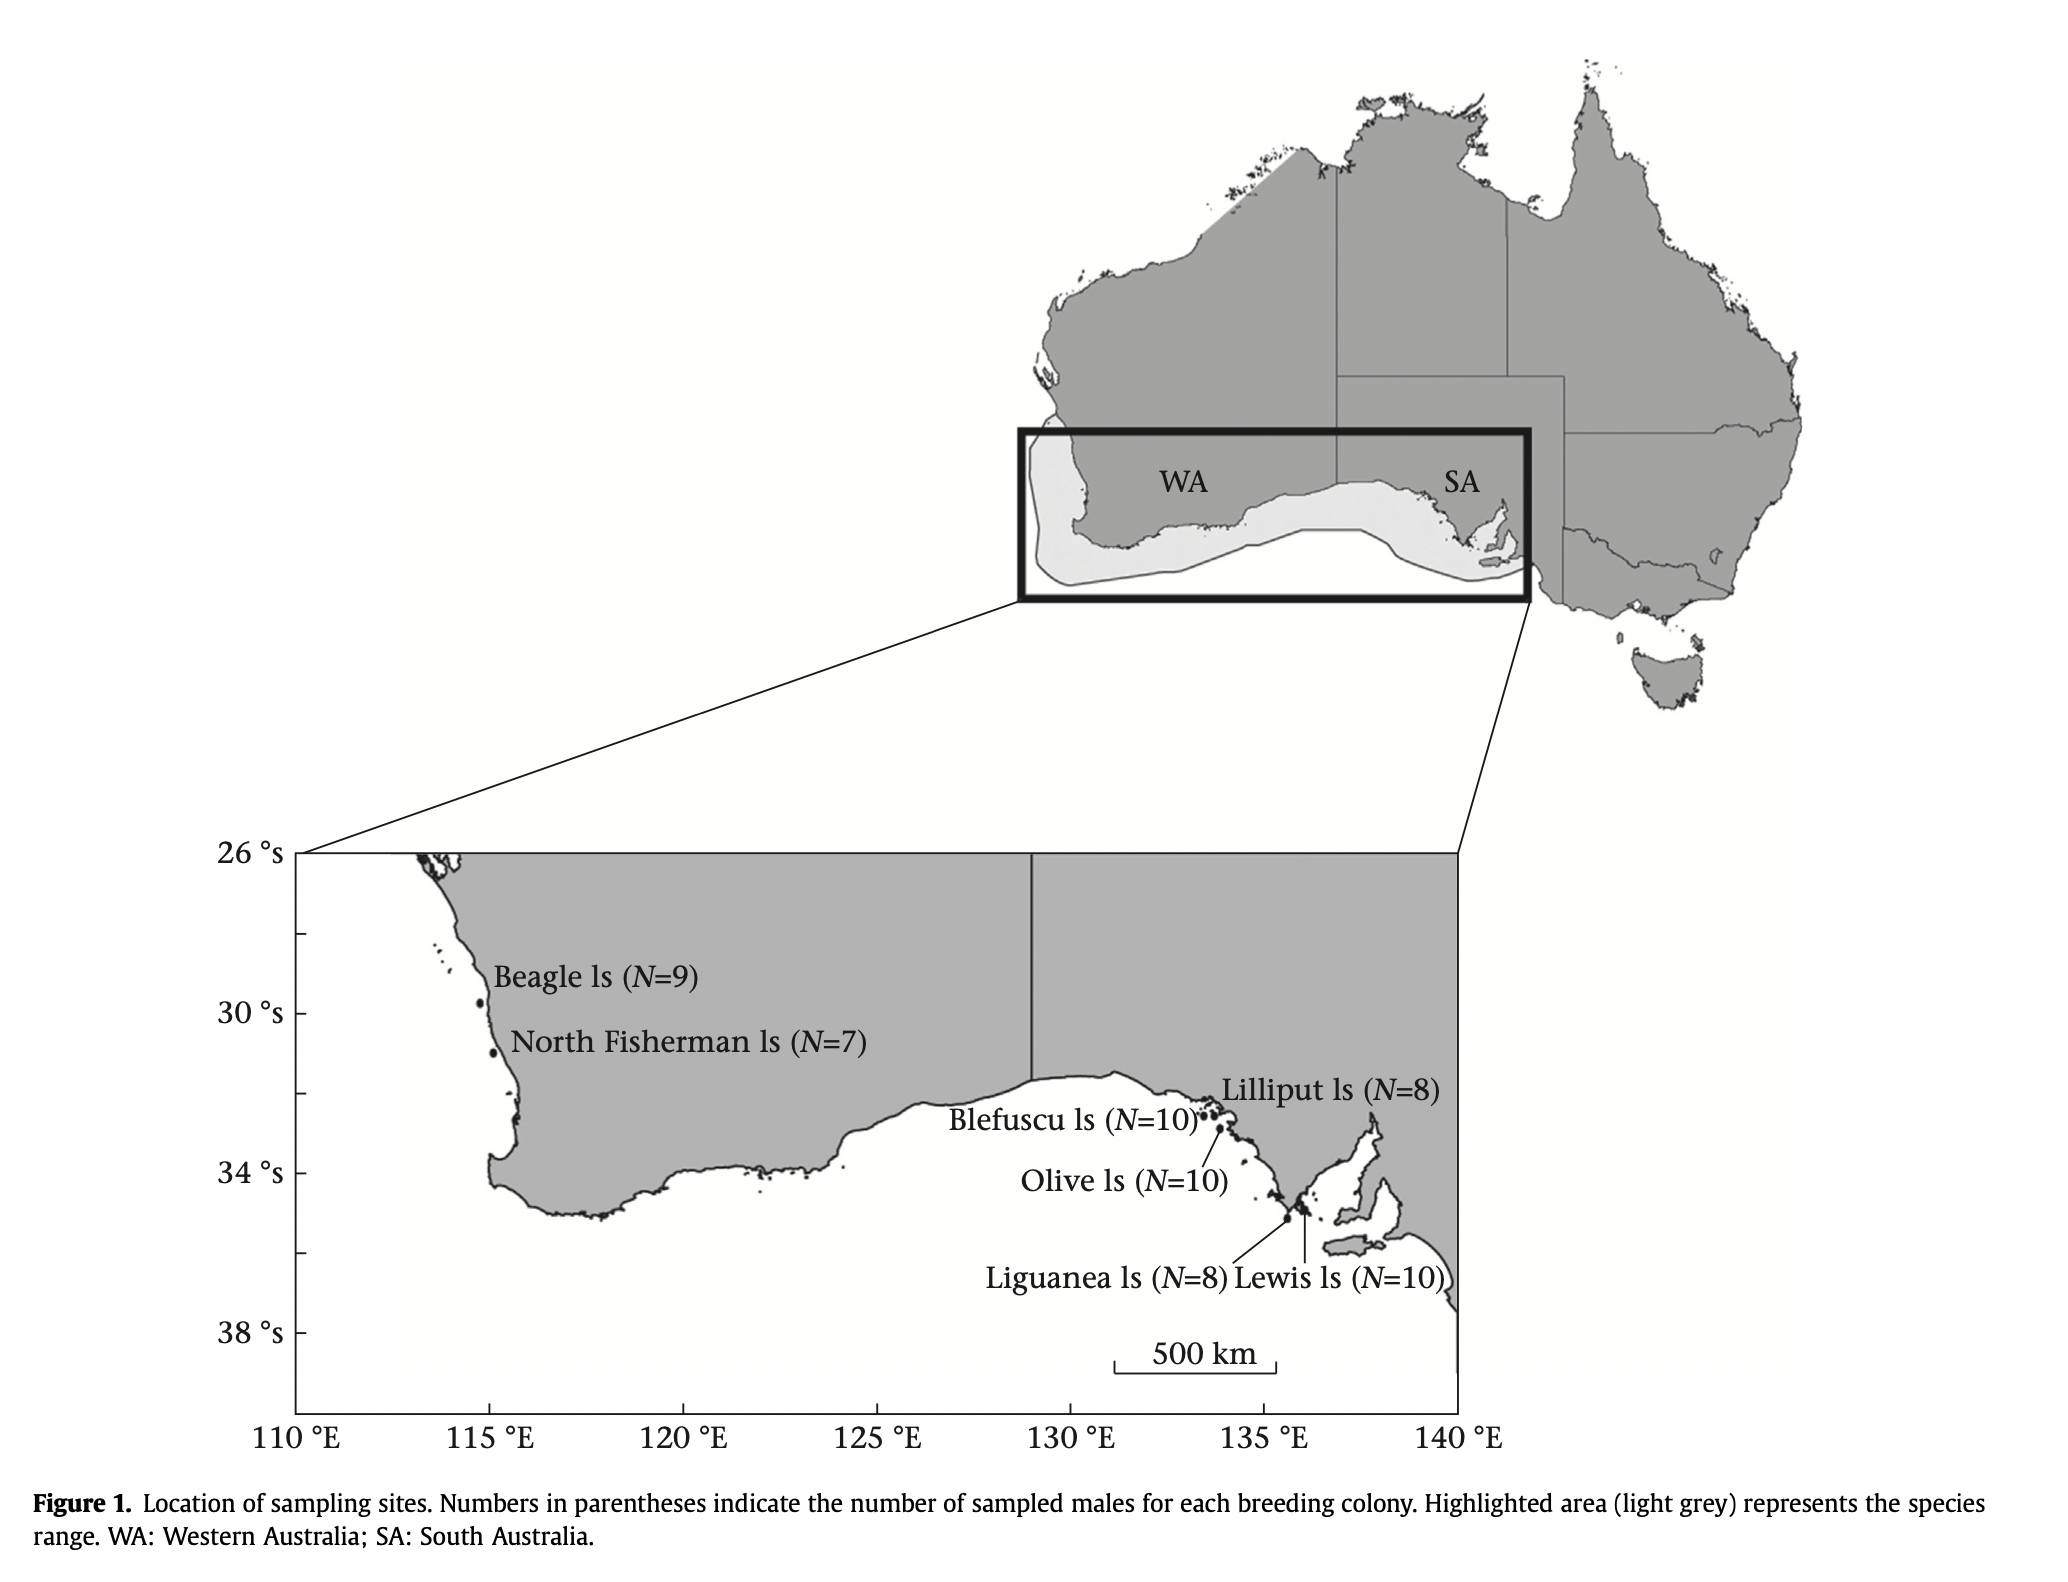 WA
SA
26 °s
Beagle ls (N=9)
30 °s
North Fisherman ls (N=7)
Lilliput ls (N=8)
Blefuscu ls (N=10)
34 °s
Olive ls (N=10)
Liguanea ls (N=8)
Lewis ls (N=10)
38 °s
500 km
110 °E
115 °E
120 °E
125 °E
130 °E
135 °E
140 °E
Figure 1. Location of sampling sites. Numbers in parentheses indicate the number of sampled males for each breeding colony. Highlighted area (light grey) represents the species
range. WA: Western Australia; SA: South Australia.